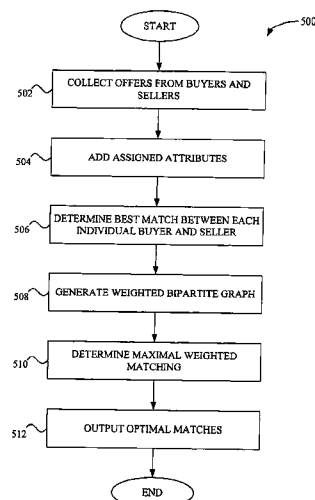 START
500
COLLECT OFFERS FROM BUYERS AND
SELLERS
502
ADD ASSIGNED ATTRIBUTES
504
DETERMINE BEST MATCH BETWEEN EACH
INDIVIDUAL BUYER AND SELLER
506
GENERATE WEIGHTED BIPARTITE GRAPH
508
DETERMINE MAXIMAL WEIGHTED
MATCHING
510
OUTPUT OPTIMAL MATCHES
512
END